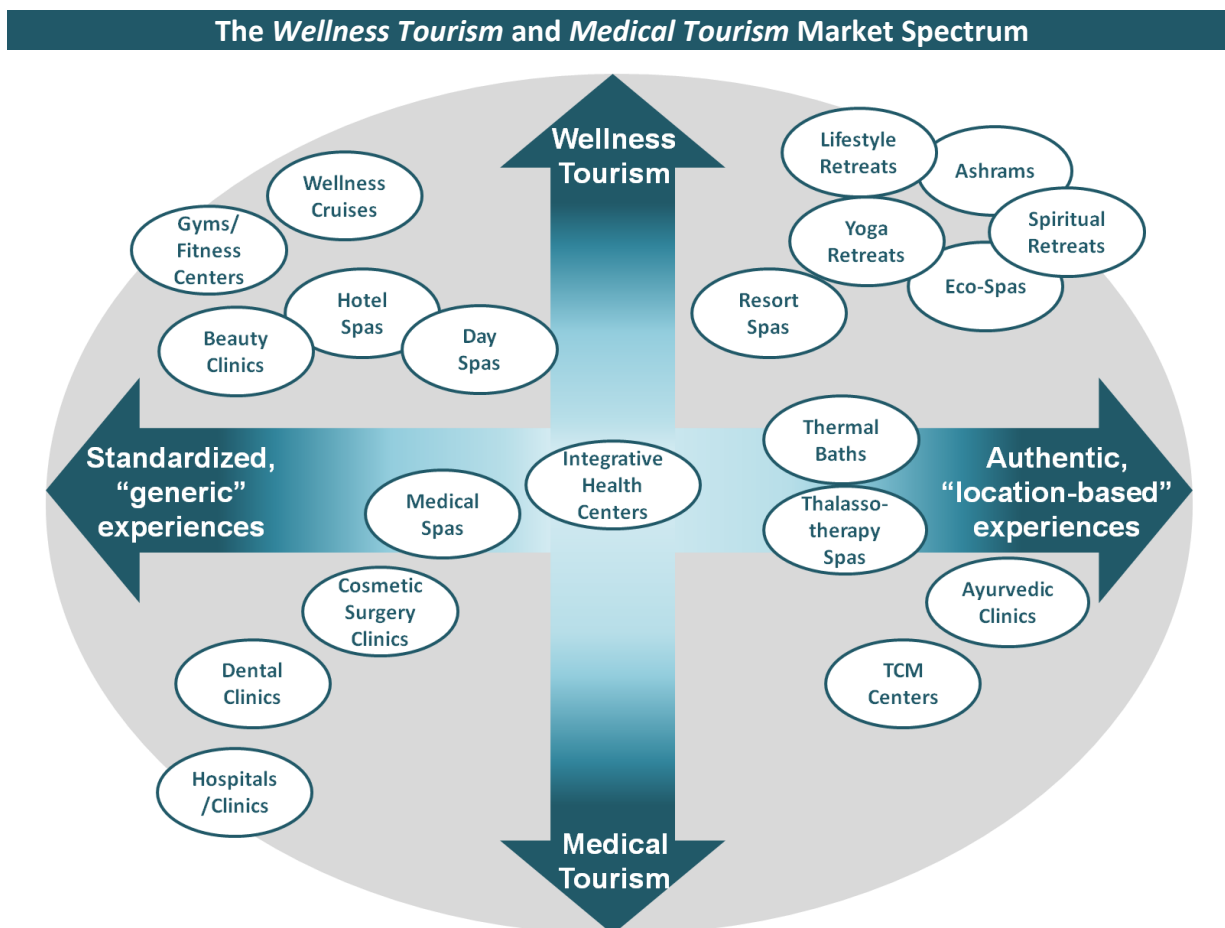 The Wellness Tourism and Medical Tourism Market Spectrum
Wellness
Tourism
Lifestyle
Retreats
Ashrams
Wellness
Cruises
Gyms/
Fitness
Centers
Yoga
Retreats
Spiritual
Retreats
Hotel
Spas
Resort
Spas
Eco-Spas
Beauty
Clinics
Day
Spas
Thermal
Baths
Standardized,
“generic”
experiences
Integrative
Health
Centers
Authentic,
“location-based”
experiences
Medical
Spas
Thalasso-
therapy
Spas
Cosmetic
Surgery
Clinics
Ayurvedic
Clinics
Dental
Clinics
TCM
Centers
Hospitals
/Clinics
Medical
Tourism